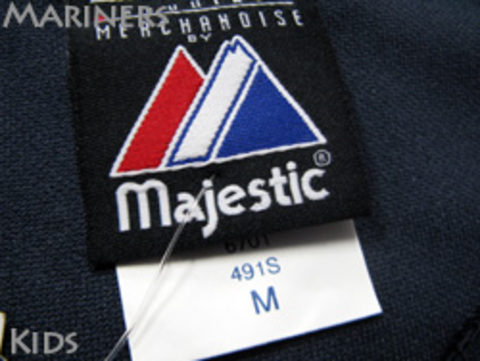 MARINERS
MERCHANDISE
BY
Majestic®
6701
491S
M
KIDS